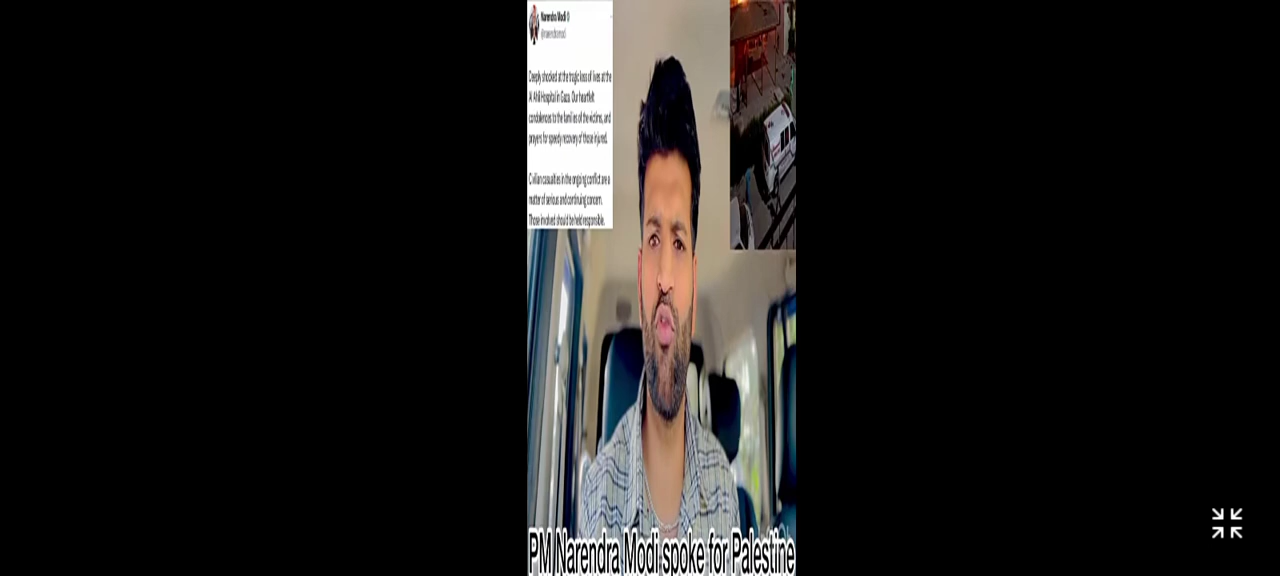 Narendra Modi
@narendramodi
Deeply shocked at the tragic loss of lives at the
Al Ahli Hospital in Gaza. Our heartfelt
condolences to the families of the victims, and
prayers for speedy recovery of those injured.
Civilian casualties in the ongoing conflict are a
matter of serious and continuing concern.
Those involved should be held responsible.
PM Narendra Modi spoke for Palestine